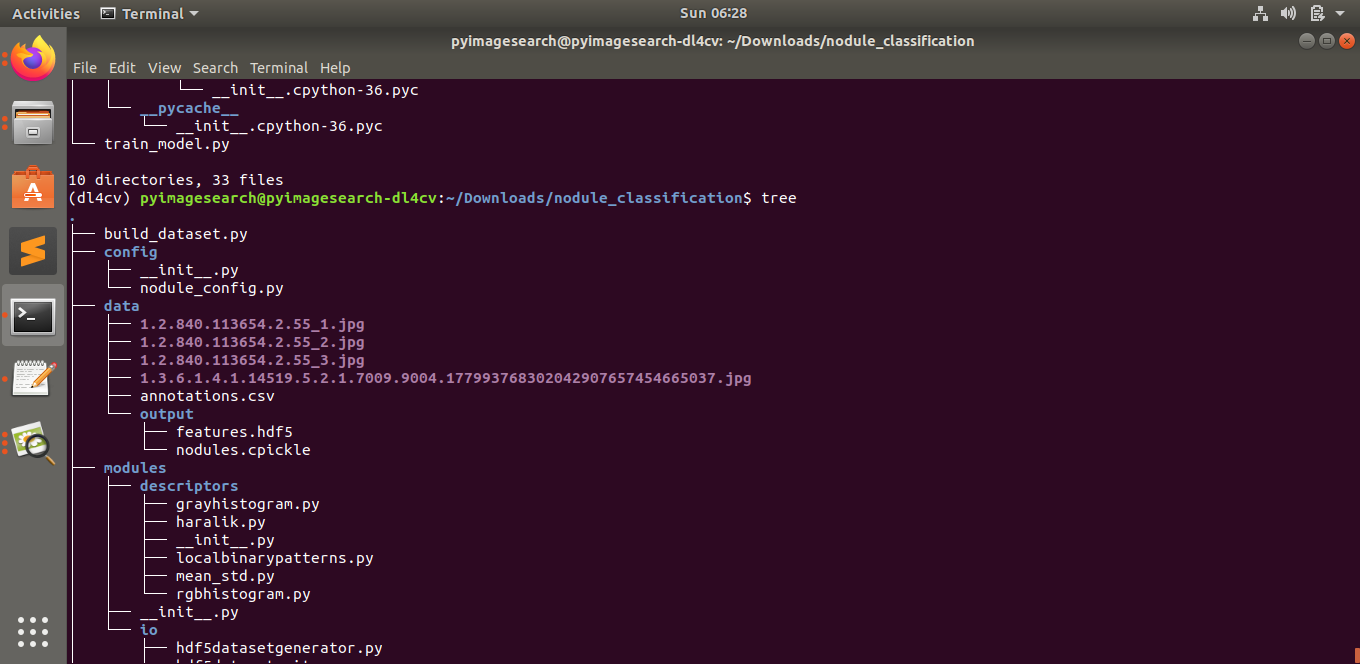 Activities Terminal Sun 06:28
pyimagesearch@pyimagesearch-dl4cv: ~/Downloads/nodule_classification
File Edit View Search Terminal Help
__init__.cpython-36.pyc
__pycache__
__init__.cpython-36.pyc
train_model.py
10 directories, 33 files
(dl4cv) pyimagesearch@pyimagesearch-dl4cv:~/Downloads/nodule_classification$ tree
.
build_dataset.py
config
__init__.py
nodule_config.py
data
1.2.840.113654.2.55_1.jpg
1.2.840.113654.2.55_2.jpg
1.2.840.113654.2.55_3.jpg
1.3.6.1.4.1.14519.5.2.1.7009.9004.177993768302042907657454665037.jpg
annotations.csv
output
features.hdf5
nodules.cpickle
modules
descriptors
grayhistogram.py
haralik.py
__init__.py
localbinarypatterns.py
mean_std.py
rgbhistogram.py
__init__.py
io
hdf5datasetgenerator.py